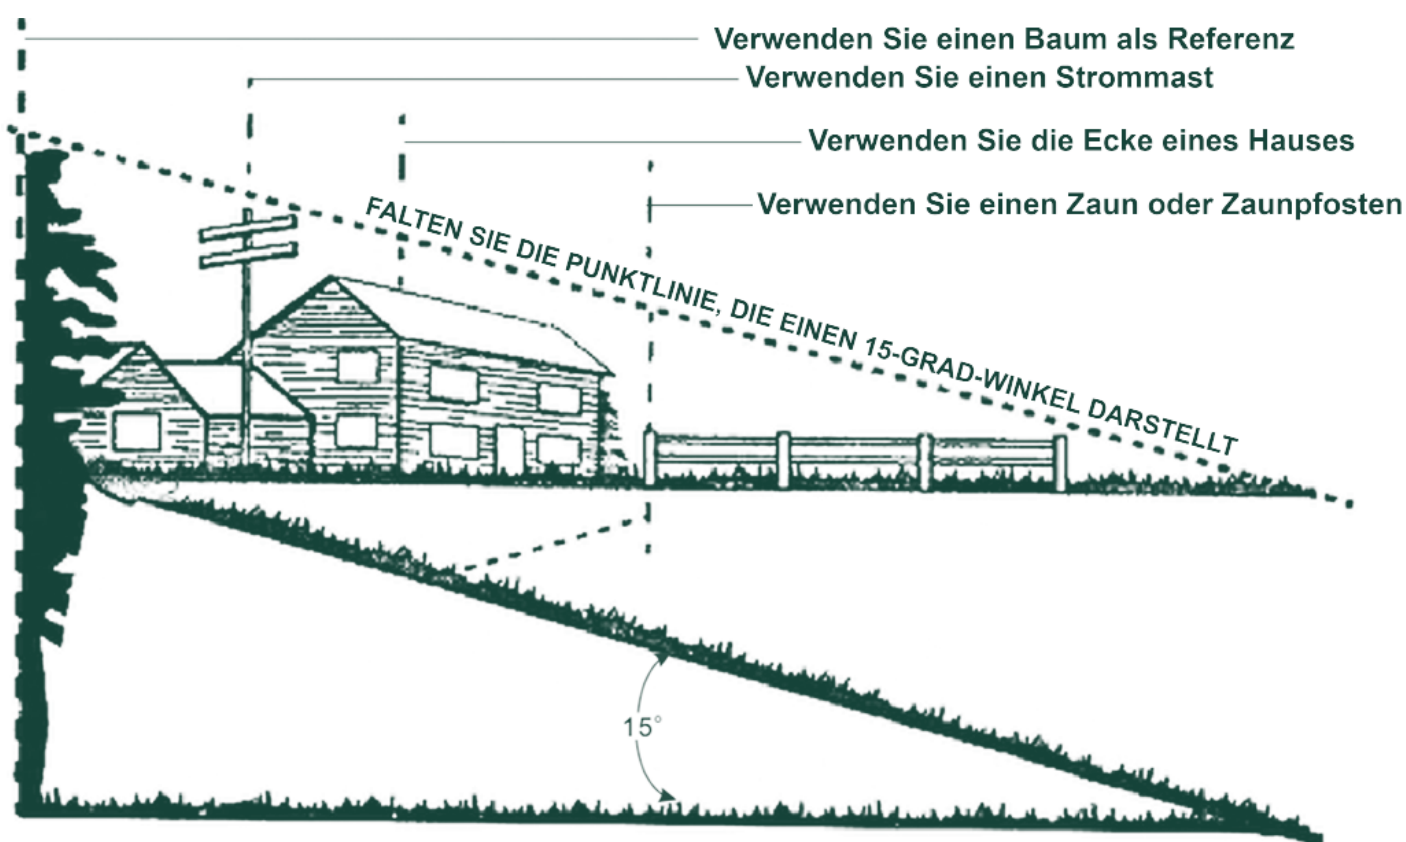 Verwenden Sie einen Baum als Referenz
Verwenden Sie einen Strommast
Verwenden Sie die Ecke eines Hauses
Verwenden Sie einen Zaun oder Zaunpfosten
FALTEN SIE DIE PUNKTLINIE, DIE EINEN 15-GRAD-WINKEL DARSTELLT
15°